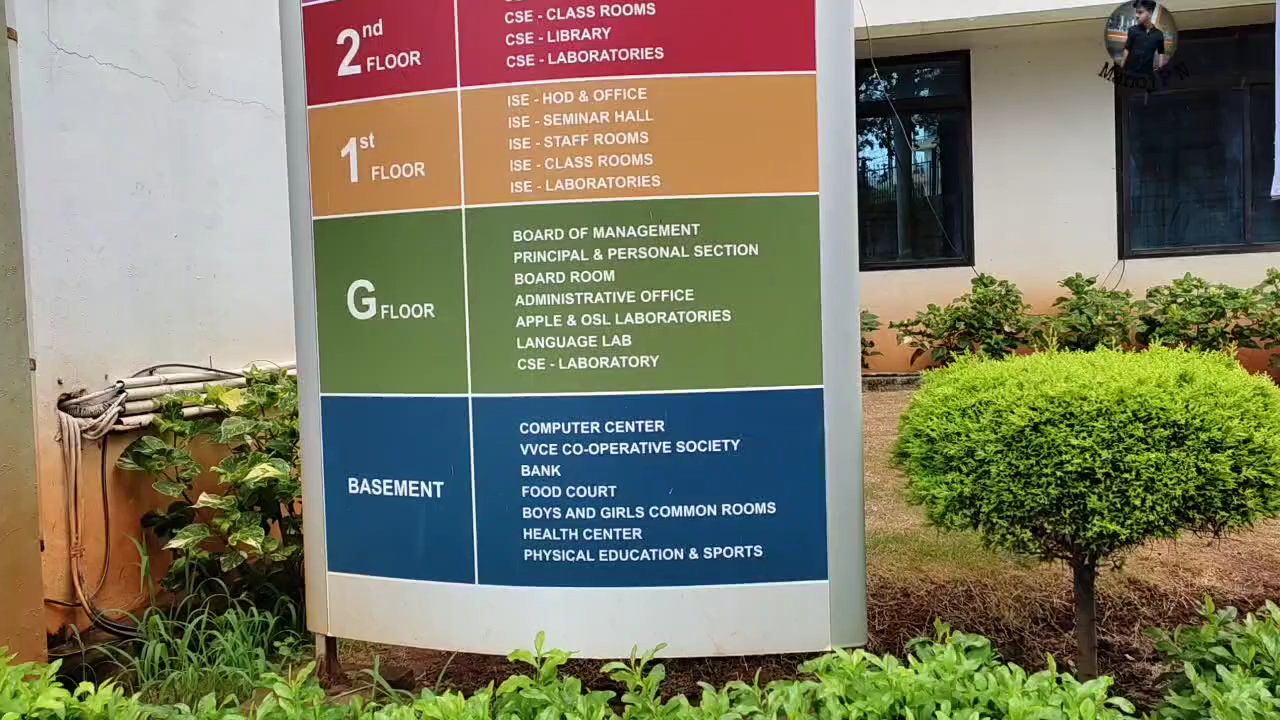 2nd FLOOR
CSE - CLASS ROOMS
CSE - LIBRARY
CSE - LABORATORIES
1st FLOOR
ISE - HOD & OFFICE
ISE - SEMINAR HALL
ISE - STAFF ROOMS
ISE - CLASS ROOMS
ISE - LABORATORIES
G FLOOR
BOARD OF MANAGEMENT
PRINCIPAL & PERSONAL SECTION
BOARD ROOM
ADMINISTRATIVE OFFICE
APPLE & OSL LABORATORIES
LANGUAGE LAB
CSE - LABORATORY
BASEMENT
COMPUTER CENTER
VVCE CO-OPERATIVE SOCIETY
BANK
FOOD COURT
BOYS AND GIRLS COMMON ROOMS
HEALTH CENTER
PHYSICAL EDUCATION & SPORTS